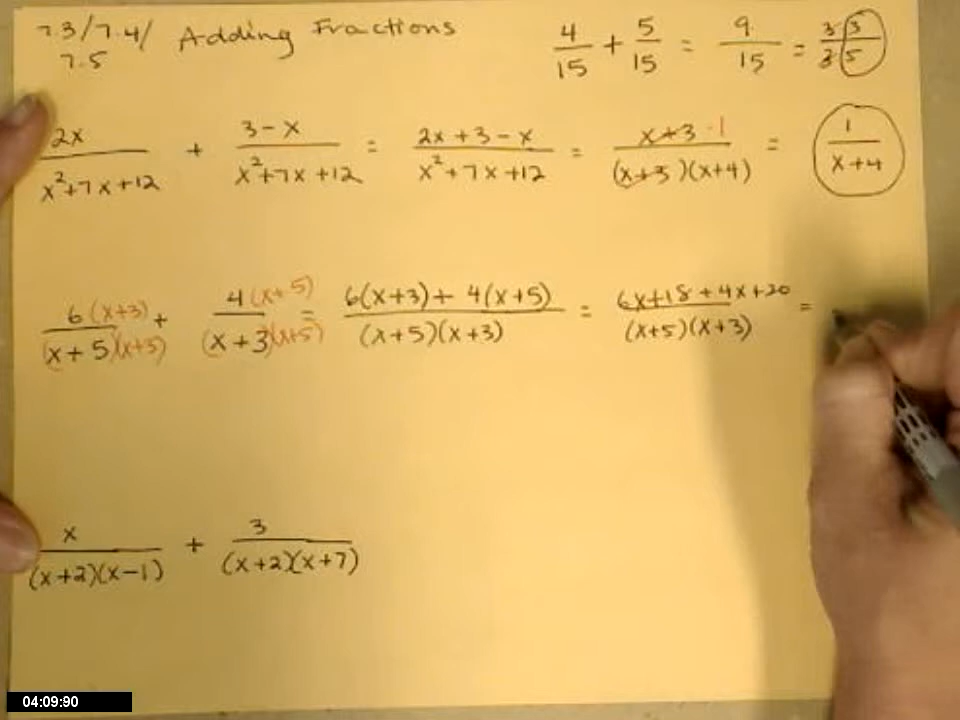 7.3/7.4/ Adding Fractions
7.5
4/15 + 5/15 = 9/15 = 3·3/3·5
2x/x²+7x+12 + 3-x/x²+7x+12 = 2x+3-x/x²+7x+12 = x+3·1/(x+3)(x+4) = 1/x+4
6(x+3)/(x+5)(x+3) + 4(x+5)/(x+3)(x+5) = 6(x+3)+4(x+5)/(x+5)(x+3) = 6x+18+4x+20/(x+5)(x+3) =
x/(x+2)(x-1) + 3/(x+2)(x+7)
04:09:90